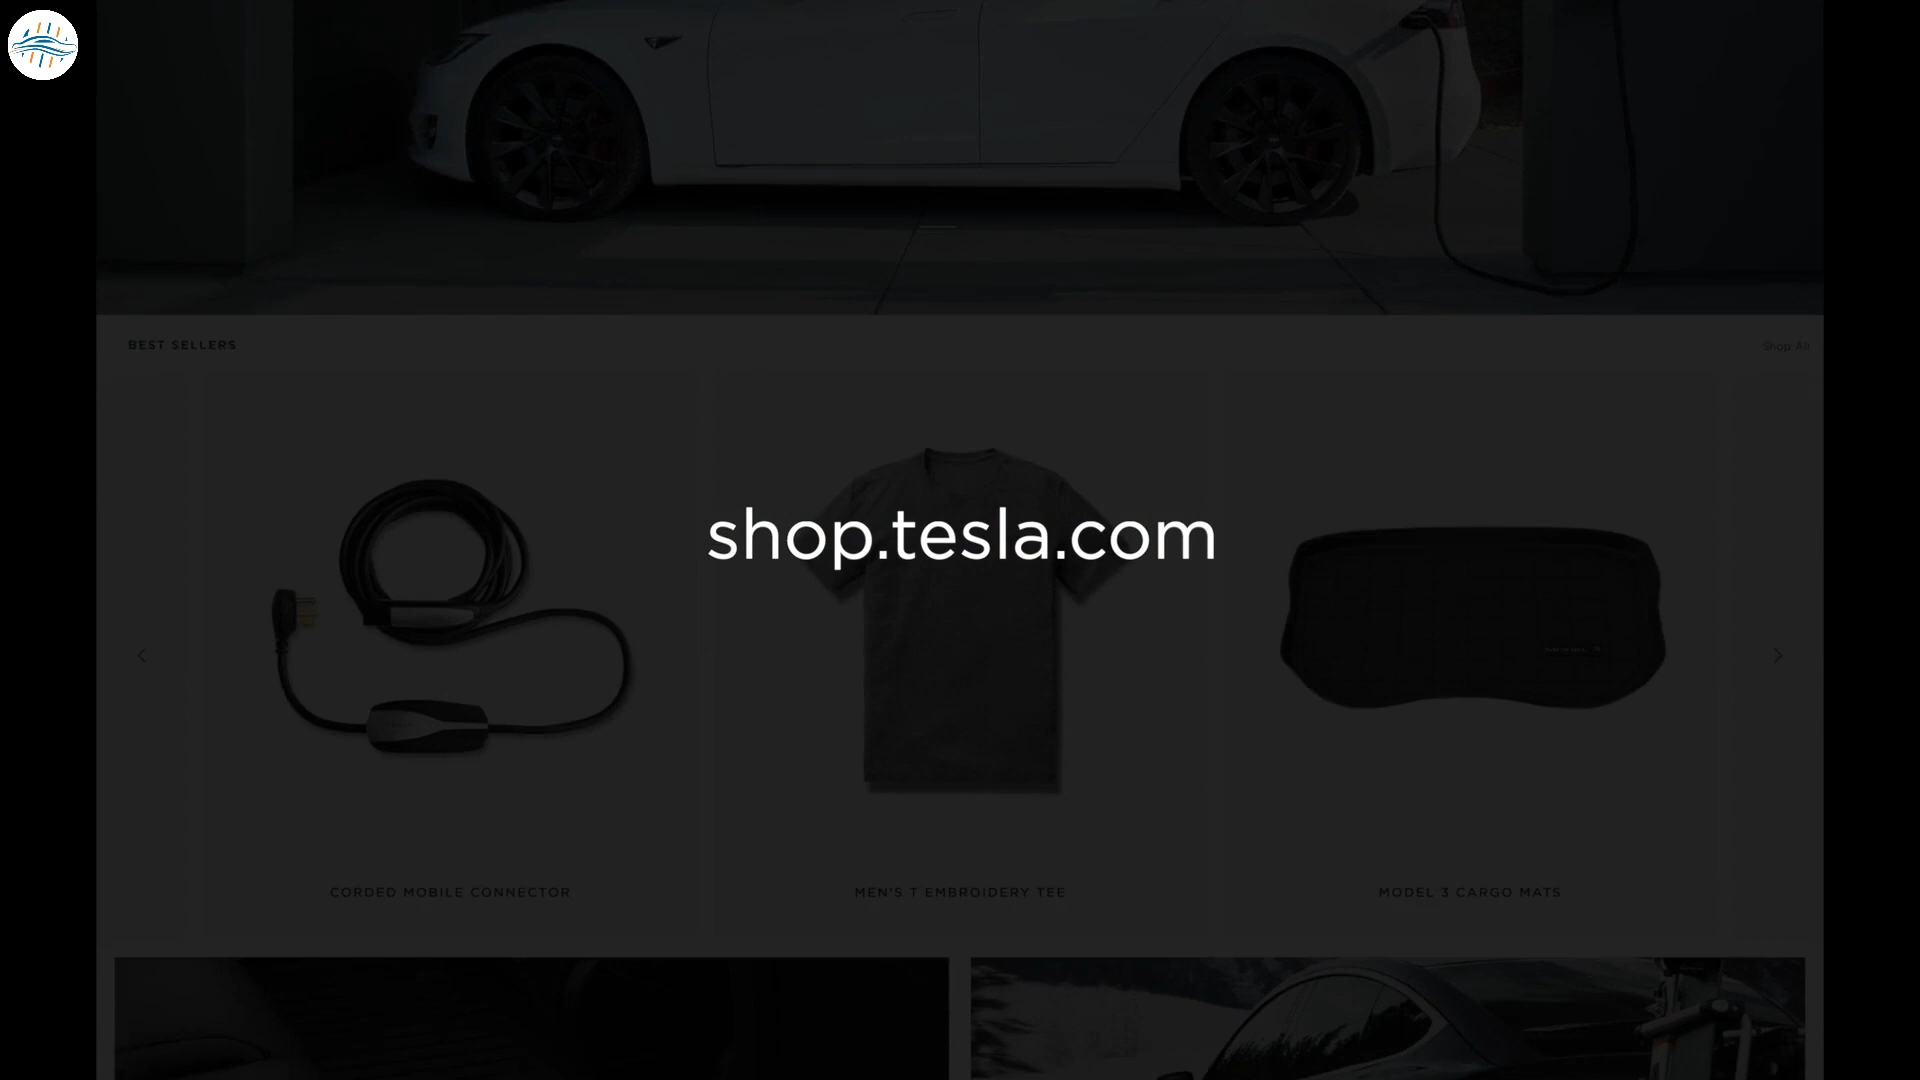 BEST SELLERS
Shop All
shop.tesla.com
CORDED MOBILE CONNECTOR
MEN'S T EMBROIDERY TEE
MODEL 3 CARGO MATS